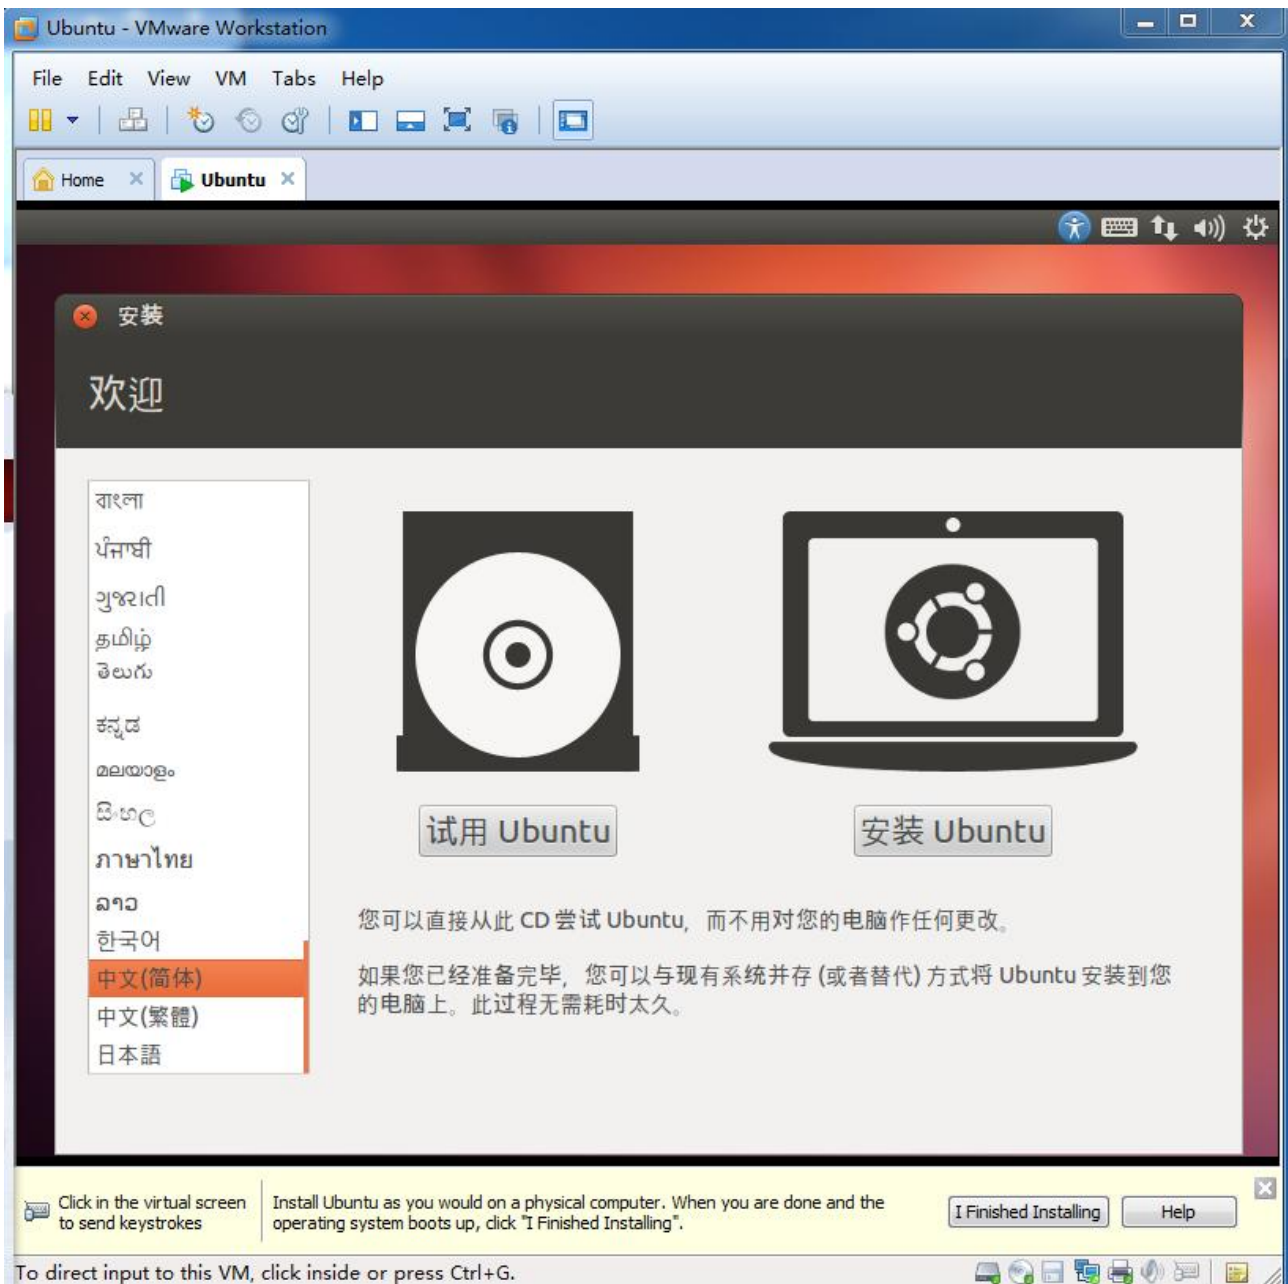 Ubuntu - VMware Workstation
File Edit View VM Tabs Help
Home Ubuntu
安装
欢迎
বাংলা
ਪੰਜਾਬੀ
ગુજરાતી
தமிழ்
తెలుగు
ಕನ್ನಡ
മലയാളം
සිංහල
ภาษาไทย
ລາວ
한국어
中文(简体)
中文(繁體)
日本語
试用 Ubuntu
安装 Ubuntu
您可以直接从此 CD 尝试 Ubuntu，而不用对您的电脑作任何更改。
如果您已经准备完毕，您可以与现有系统并存 (或者替代) 方式将 Ubuntu 安装到您
的电脑上。此过程无需耗时太久。
Click in the virtual screen
to send keystrokes
Install Ubuntu as you would on a physical computer. When you are done and the
operating system boots up, click "I Finished Installing".
I Finished Installing
Help
To direct input to this VM, click inside or press Ctrl+G.